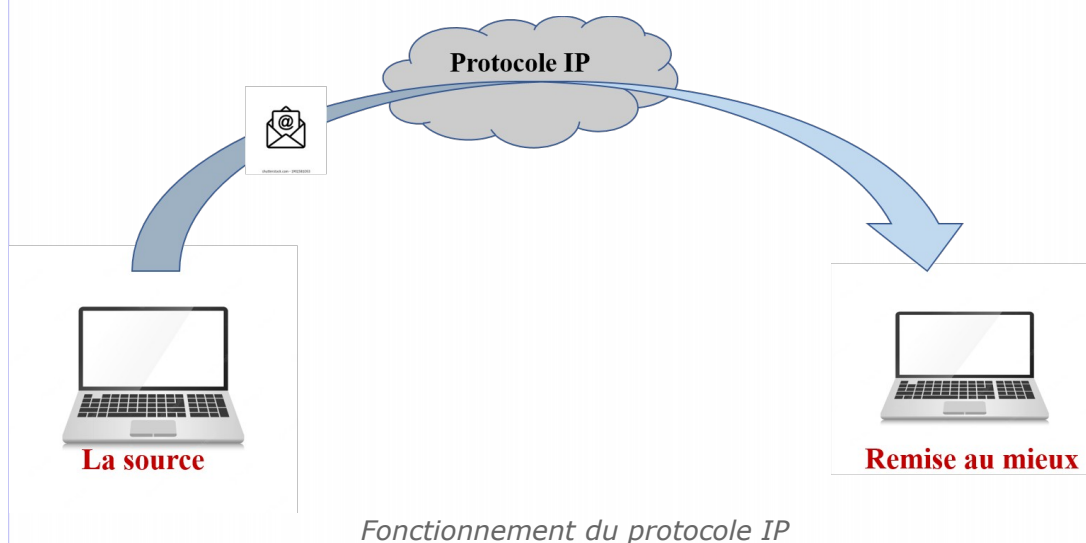 Protocole IP
@
La source
Remise au mieux
Fonctionnement du protocole IP